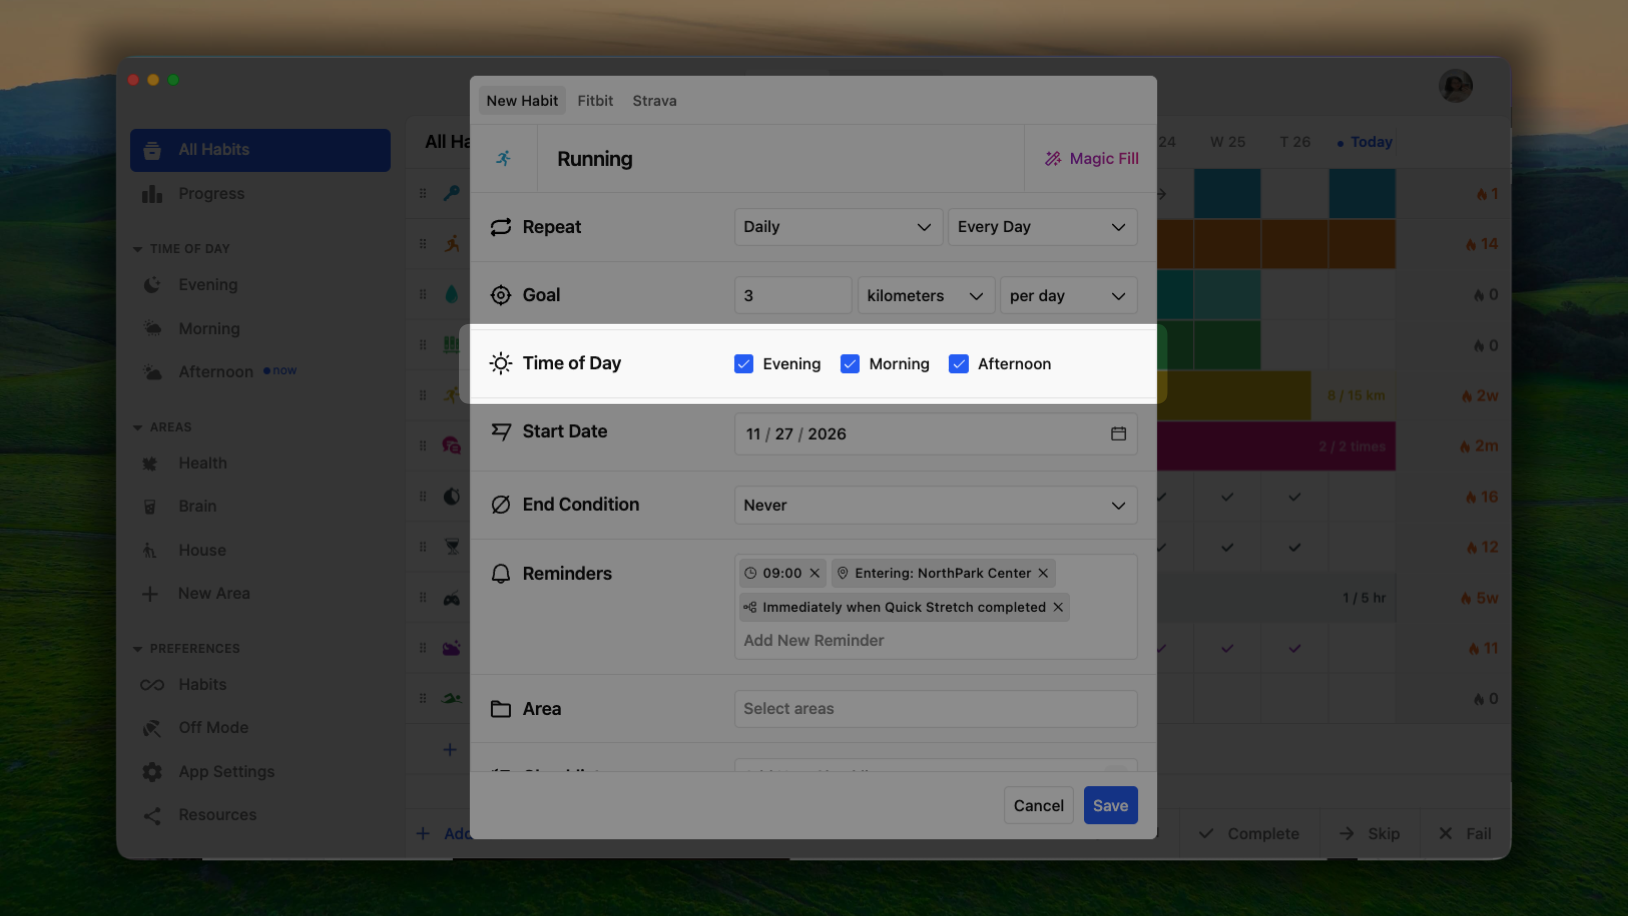 New Habit Fitbit Strava
All Habits
All Ha
24 W 25 T 26 Today
Running
Magic Fill
Progress
1
Repeat Daily Every Day
TIME OF DAY
14
Evening
Goal 3 kilometers per day
0
Morning
0
Time of Day Evening Morning Afternoon
Afternoon now
8 / 15 km
2w
AREAS
Start Date 11 / 27 / 2026
2 / 2 times
2m
Health
End Condition Never
16
Brain
12
House
Reminders 09:00 Entering: NorthPark Center
Immediately when Quick Stretch completed
Add New Reminder
New Area
1 / 5 hr
5w
PREFERENCES
11
Habits
Area Select areas
0
Off Mode
App Settings
Resources
Cancel Save
Add
Complete Skip Fail